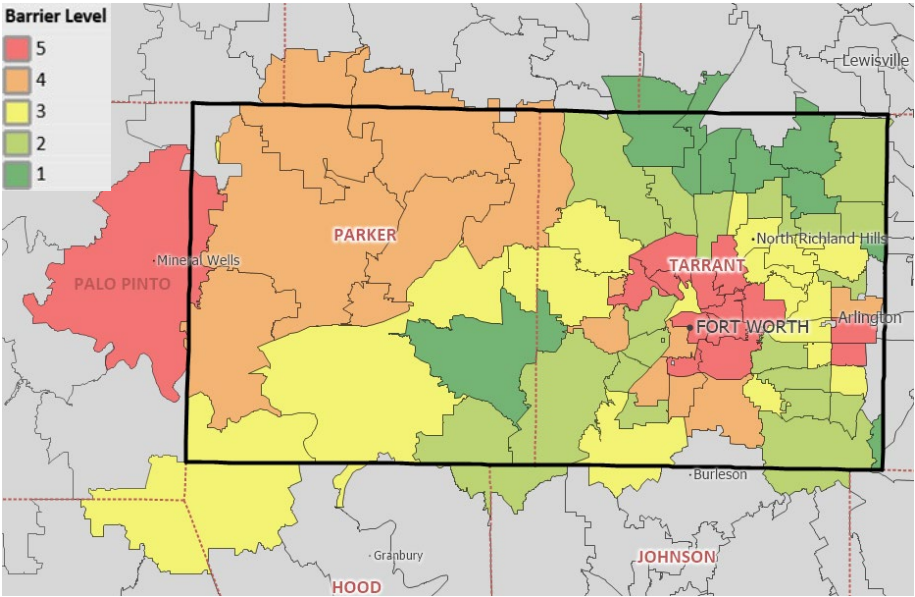 Barrier Level
5
4
3
2
1
Lewisville
PARKER
North Richland Hills
Mineral Wells
TARRANT
PALO PINTO
Arlington
FORT WORTH
Burleson
Granbury
JOHNSON
HOOD